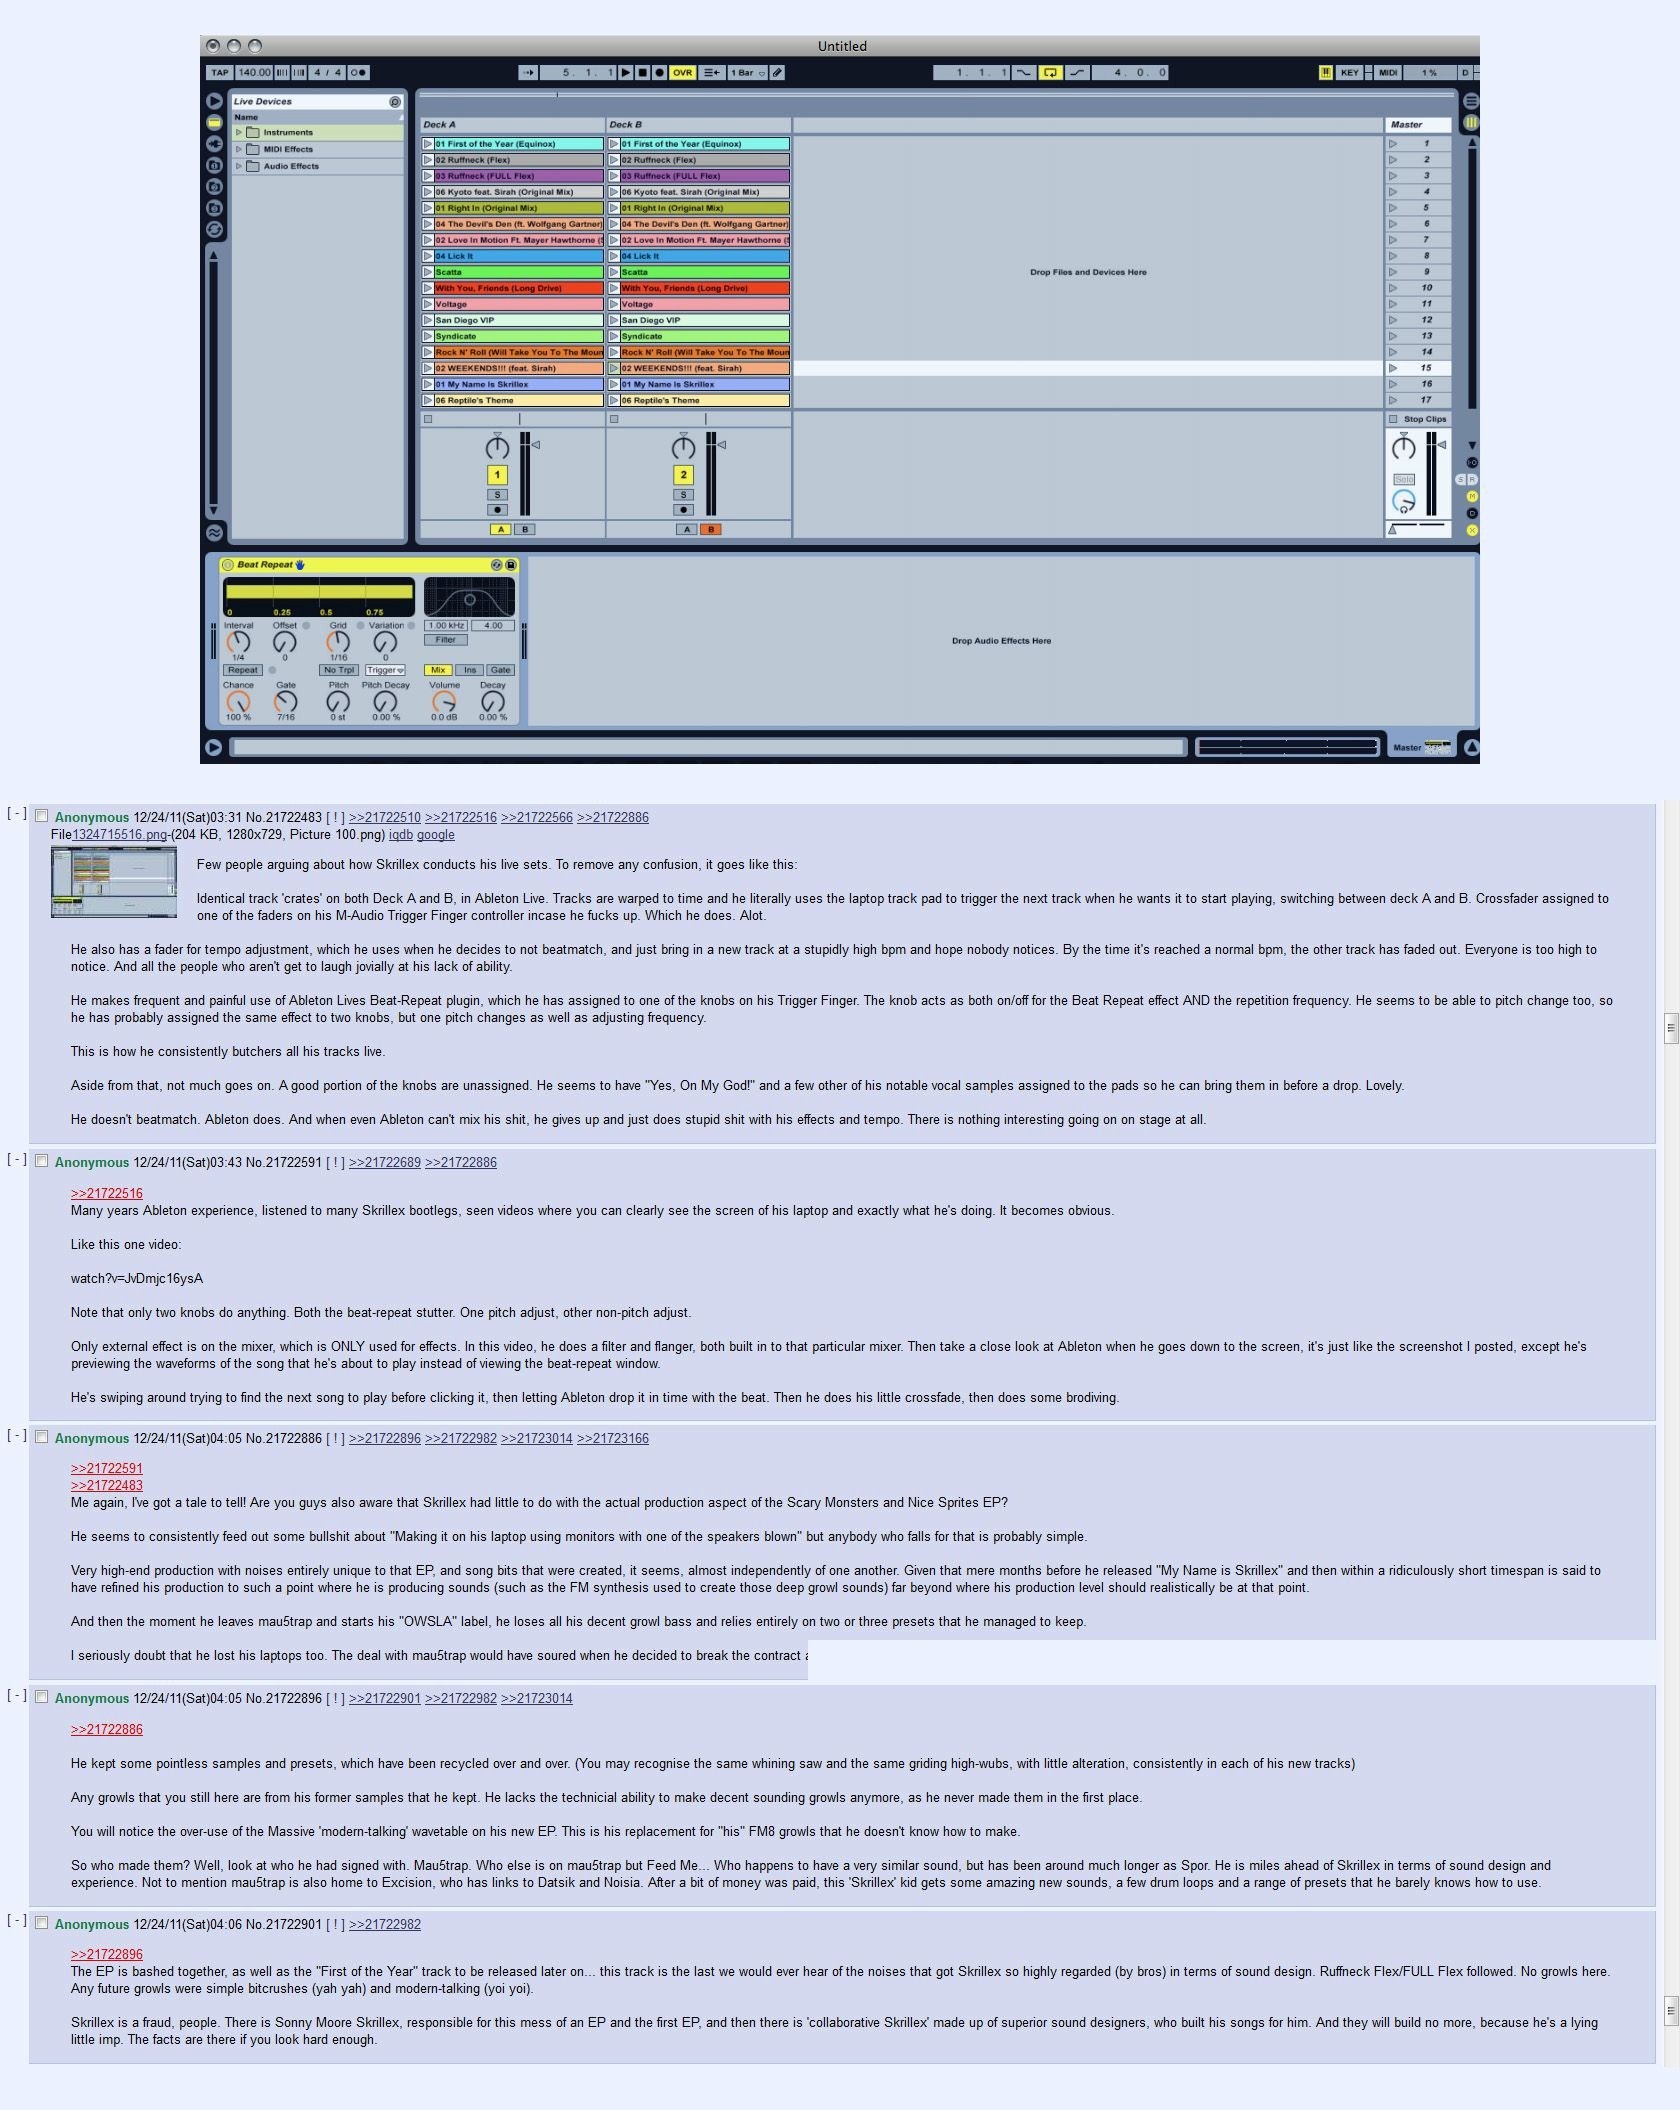 Untitled
TAP 140.00 4 / 4 5. 1. 1 OVR 1 Bar 1. 1. 1 4. 0. 0 KEY MIDI 1 % D
Live Devices
Name
Instruments
MIDI Effects
Audio Effects
Deck A Deck B Master
01 First of the Year (Equinox) 01 First of the Year (Equinox) 1
02 Ruffneck (Flex) 02 Ruffneck (Flex) 2
03 Ruffneck (FULL Flex) 03 Ruffneck (FULL Flex) 3
06 Kyoto feat. Sirah (Original Mix) 06 Kyoto feat. Sirah (Original Mix) 4
01 Right In (Original Mix) 01 Right In (Original Mix) 5
04 The Devil's Den (ft. Wolfgang Gartner) 04 The Devil's Den (ft. Wolfgang Gartner) 6
02 Love In Motion Ft. Mayer Hawthorne ( 02 Love In Motion Ft. Mayer Hawthorne ( 7
04 Lick It 04 Lick It 8
Scatta Scatta Drop Files and Devices Here 9
With You, Friends (Long Drive) With You, Friends (Long Drive) 10
Voltage Voltage 11
San Diego VIP San Diego VIP 12
Syndicate Syndicate 13
Rock N' Roll (Will Take You To The Moun Rock N' Roll (Will Take You To The Moun 14
02 WEEKENDS!!! (feat. Sirah) 02 WEEKENDS!!! (feat. Sirah) 15
01 My Name Is Skrillex 01 My Name Is Skrillex 16
06 Reptile's Theme 06 Reptile's Theme 17
Stop Clips
1 2
S S Solo
A B A B
Beat Repeat
0 0.25 0.5 0.75
Interval Offset Grid Variation 1.00 kHz 4.00
Filter
1/4 0 1/16 0
Repeat No Trpl Trigger Mix Ins Gate
Chance Gate Pitch Pitch Decay Volume Decay
100 % 7/16 0 st 0.00 % 0.0 dB 0.00 %
Drop Audio Effects Here
Master
[ - ] Anonymous 12/24/11(Sat)03:31 No.21722483 [ ! ] >>21722510 >>21722516 >>21722566 >>21722886
File1324715516.png-(204 KB, 1280x729, Picture 100.png) iqdb google
Few people arguing about how Skrillex conducts his live sets. To remove any confusion, it goes like this:
Identical track 'crates' on both Deck A and B, in Ableton Live. Tracks are warped to time and he literally uses the laptop track pad to trigger the next track when he wants it to start playing, switching between deck A and B. Crossfader assigned to
one of the faders on his M-Audio Trigger Finger controller incase he fucks up. Which he does. Alot.
He also has a fader for tempo adjustment, which he uses when he decides to not beatmatch, and just bring in a new track at a stupidly high bpm and hope nobody notices. By the time it's reached a normal bpm, the other track has faded out. Everyone is too high to
notice. And all the people who aren't get to laugh jovially at his lack of ability.
He makes frequent and painful use of Ableton Lives Beat-Repeat plugin, which he has assigned to one of the knobs on his Trigger Finger. The knob acts as both on/off for the Beat Repeat effect AND the repetition frequency. He seems to be able to pitch change too, so
he has probably assigned the same effect to two knobs, but one pitch changes as well as adjusting frequency.
This is how he consistently butchers all his tracks live.
Aside from that, not much goes on. A good portion of the knobs are unassigned. He seems to have "Yes, On My God!" and a few other of his notable vocal samples assigned to the pads so he can bring them in before a drop. Lovely.
He doesn't beatmatch. Ableton does. And when even Ableton can't mix his shit, he gives up and just does stupid shit with his effects and tempo. There is nothing interesting going on on stage at all.
[ - ] Anonymous 12/24/11(Sat)03:43 No.21722591 [ ! ] >>21722689 >>21722886
>>21722516
Many years Ableton experience, listened to many Skrillex bootlegs, seen videos where you can clearly see the screen of his laptop and exactly what he's doing. It becomes obvious.
Like this one video:
watch?v=JvDmjc16ysA
Note that only two knobs do anything. Both the beat-repeat stutter. One pitch adjust, other non-pitch adjust.
Only external effect is on the mixer, which is ONLY used for effects. In this video, he does a filter and flanger, both built in to that particular mixer. Then take a close look at Ableton when he goes down to the screen, it's just like the screenshot I posted, except he's
previewing the waveforms of the song that he's about to play instead of viewing the beat-repeat window.
He's swiping around trying to find the next song to play before clicking it, then letting Ableton drop it in time with the beat. Then he does his little crossfade, then does some brodiving.
[ - ] Anonymous 12/24/11(Sat)04:05 No.21722886 [ ! ] >>21722896 >>21722982 >>21723014 >>21723166
>>21722591
>>21722483
Me again, I've got a tale to tell! Are you guys also aware that Skrillex had little to do with the actual production aspect of the Scary Monsters and Nice Sprites EP?
He seems to consistently feed out some bullshit about "Making it on his laptop using monitors with one of the speakers blown" but anybody who falls for that is probably simple.
Very high-end production with noises entirely unique to that EP, and song bits that were created, it seems, almost independently of one another. Given that mere months before he released "My Name is Skrillex" and then within a ridiculously short timespan is said to
have refined his production to such a point where he is producing sounds (such as the FM synthesis used to create those deep growl sounds) far beyond where his production level should realistically be at that point.
And then the moment he leaves mau5trap and starts his "OWSLA" label, he loses all his decent growl bass and relies entirely on two or three presets that he managed to keep.
I seriously doubt that he lost his laptops too. The deal with mau5trap would have soured when he decided to break the contract
[ - ] Anonymous 12/24/11(Sat)04:05 No.21722896 [ ! ] >>21722901 >>21722982 >>21723014
>>21722886
He kept some pointless samples and presets, which have been recycled over and over. (You may recognise the same whining saw and the same griding high-wubs, with little alteration, consistently in each of his new tracks)
Any growls that you still here are from his former samples that he kept. He lacks the technicial ability to make decent sounding growls anymore, as he never made them in the first place.
You will notice the over-use of the Massive 'modern-talking' wavetable on his new EP. This is his replacement for "his" FM8 growls that he doesn't know how to make.
So who made them? Well, look at who he had signed with. Mau5trap. Who else is on mau5trap but Feed Me... Who happens to have a very similar sound, but has been around much longer as Spor. He is miles ahead of Skrillex in terms of sound design and
experience. Not to mention mau5trap is also home to Excision, who has links to Datsik and Noisia. After a bit of money was paid, this 'Skrillex' kid gets some amazing new sounds, a few drum loops and a range of presets that he barely knows how to use.
[ - ] Anonymous 12/24/11(Sat)04:06 No.21722901 [ ! ] >>21722982
>>21722896
The EP is bashed together, as well as the "First of the Year" track to be released later on... this track is the last we would ever hear of the noises that got Skrillex so highly regarded (by bros) in terms of sound design. Ruffneck Flex/FULL Flex followed. No growls here.
Any future growls were simple bitcrushes (yah yah) and modern-talking (yoi yoi).
Skrillex is a fraud, people. There is Sonny Moore Skrillex, responsible for this mess of an EP and the first EP, and then there is 'collaborative Skrillex' made up of superior sound designers, who built his songs for him. And they will build no more, because he's a lying
little imp. The facts are there if you look hard enough.